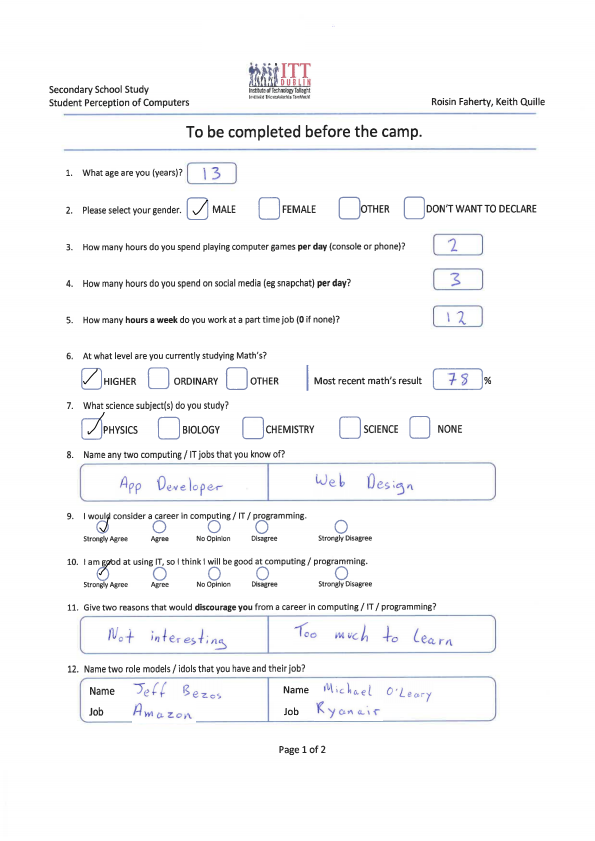 ITT
DUBLIN
Institute of Technology Tallaght
Institiúid Teicneolaíochta Tamhlacht
Secondary School Study
Student Perception of Computers
Roisin Faherty, Keith Quille
To be completed before the camp.
1. What age are you (years)? 13
2. Please select your gender. MALE FEMALE OTHER DON'T WANT TO DECLARE
3. How many hours do you spend playing computer games per day (console or phone)? 2
4. How many hours do you spend on social media (eg snapchat) per day? 3
5. How many hours a week do you work at a part time job (0 if none)? 12
6. At what level are you currently studying Math's?
HIGHER ORDINARY OTHER Most recent math's result 78 %
7. What science subject(s) do you study?
PHYSICS BIOLOGY CHEMISTRY SCIENCE NONE
8. Name any two computing / IT jobs that you know of?
App Developer Web Design
9. I would consider a career in computing / IT / programming.
Strongly Agree Agree No Opinion Disagree Strongly Disagree
10. I am good at using IT, so I think I will be good at computing / programming.
Strongly Agree Agree No Opinion Disagree Strongly Disagree
11. Give two reasons that would discourage you from a career in computing / IT / programming?
Not interesting Too much to learn
12. Name two role models / idols that you have and their job?
Name Jeff Bezos Name Michael O'Leary
Job Amazon Job Ryanair
Page 1 of 2